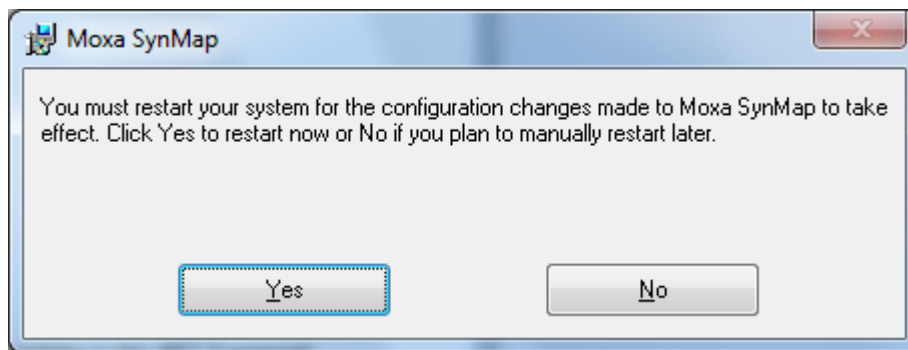 Moxa SynMap
You must restart your system for the configuration changes made to Moxa SynMap to take
effect. Click Yes to restart now or No if you plan to manually restart later.
Yes
No